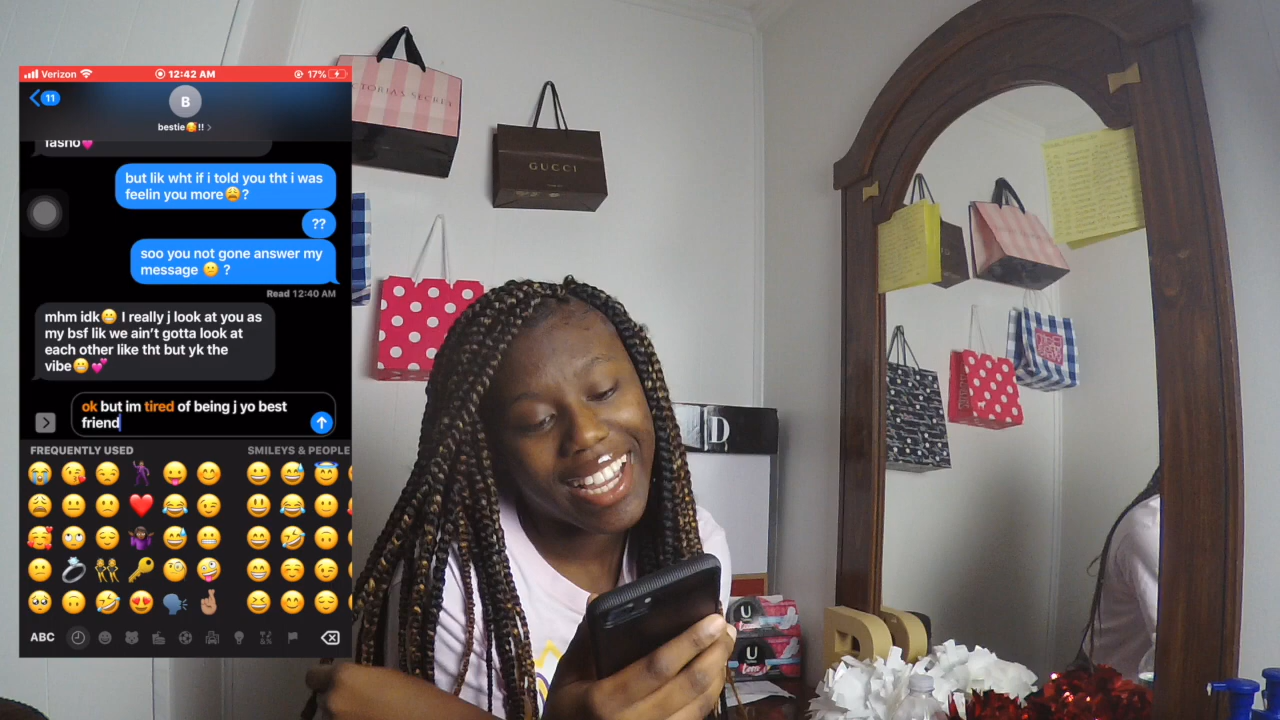 Verizon
12:42 AM
17%
11
B
bestie🥰!! >
fasho💕
but lik wht if i told you tht i was
feelin you more😩?
??
soo you not gone answer my
message 😕 ?
Read 12:40 AM
mhm idk😬 I really j look at you as
my bsf lik we ain't gotta look at
each other like tht but yk the
vibe😬💕
ok but im tired of being j yo best
friend
FREQUENTLY USED
SMILEYS & PEOPLE
ABC
VICTORIA'S SECRET
GUCCI
D
U
U